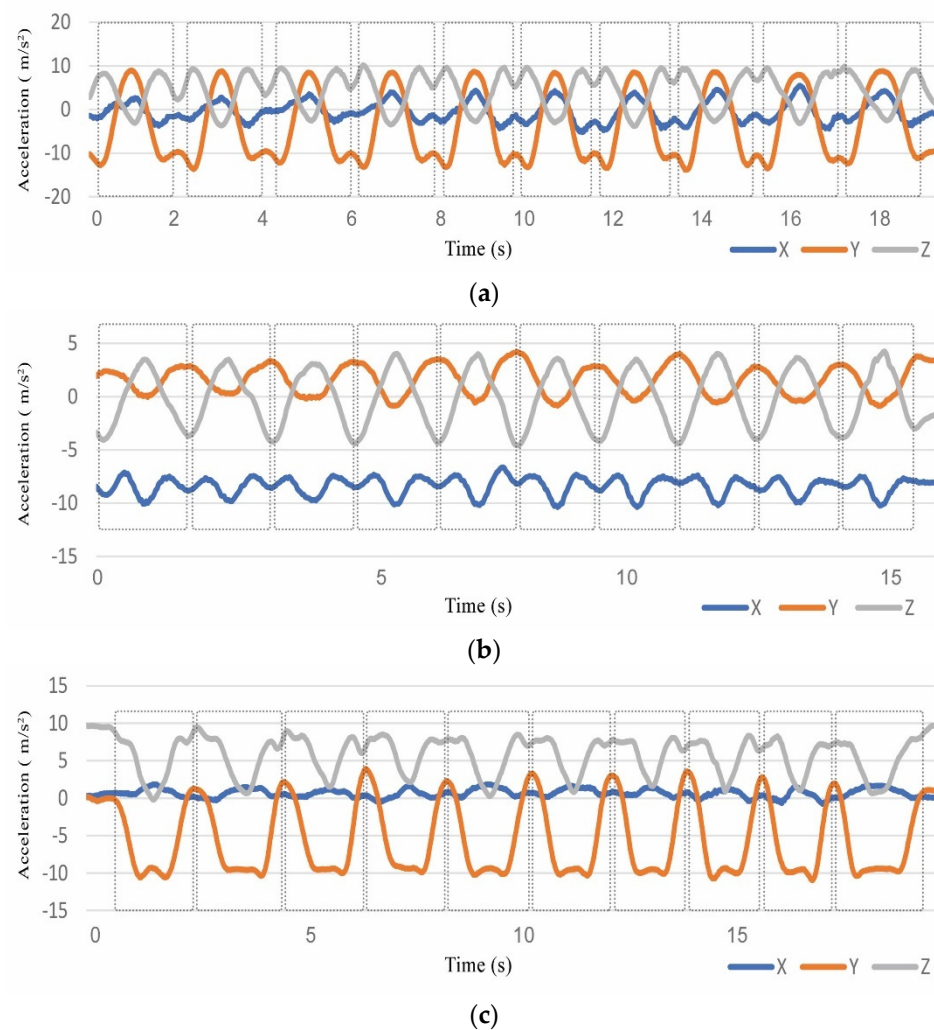 Acceleration ( m/s²)
20
10
0
-10
-20
0 2 4 6 8 10 12 14 16 18
Time (s)
X Y Z
(a)
Acceleration ( m/s²)
5
0
-5
-10
-15
0 5 10 15
Time (s)
X Y Z
(b)
Acceleration ( m/s²)
15
10
5
0
-5
-10
-15
0 5 10 15
Time (s)
X Y Z
(c)